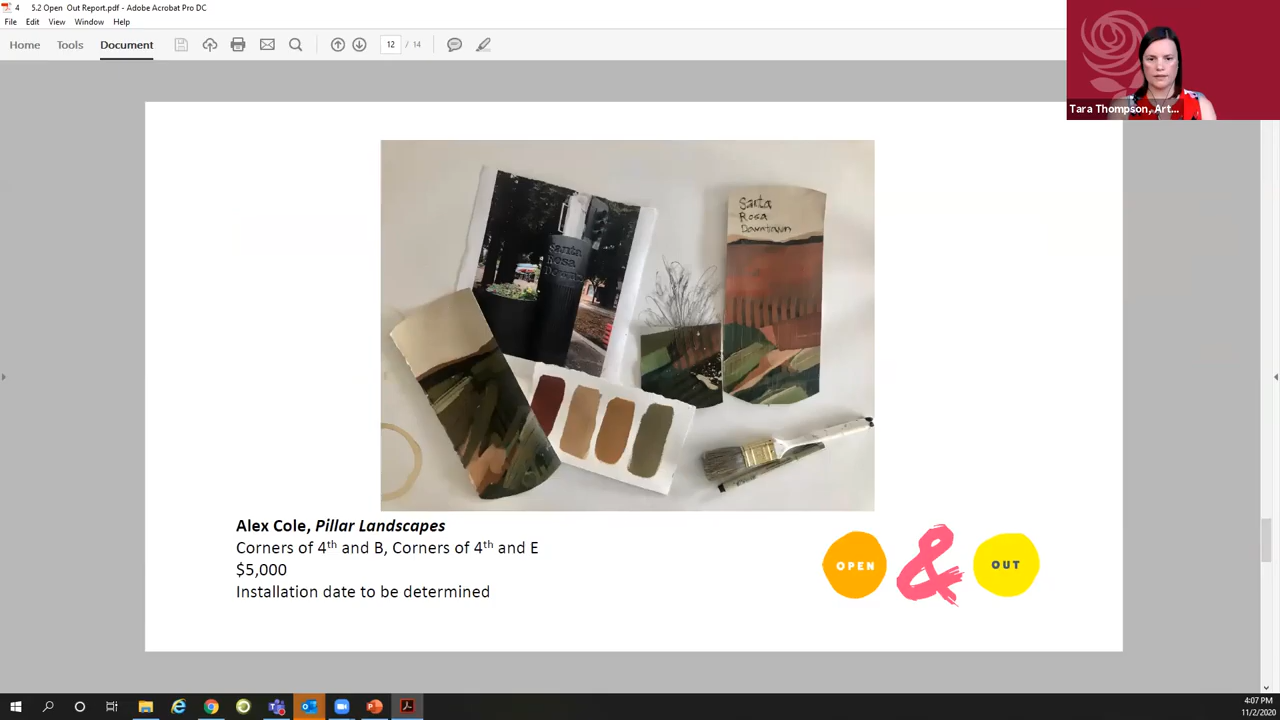 4 5.2 Open Out Report.pdf - Adobe Acrobat Pro DC
File Edit View Window Help
Home Tools Document 12 / 14
Tara Thompson, Art...
Santa
Rosa
Downtown
Santa
Rosa
Alex Cole, Pillar Landscapes
Corners of 4th and B, Corners of 4th and E
$5,000
Installation date to be determined
OPEN & OUT
4:07 PM
11/2/2020